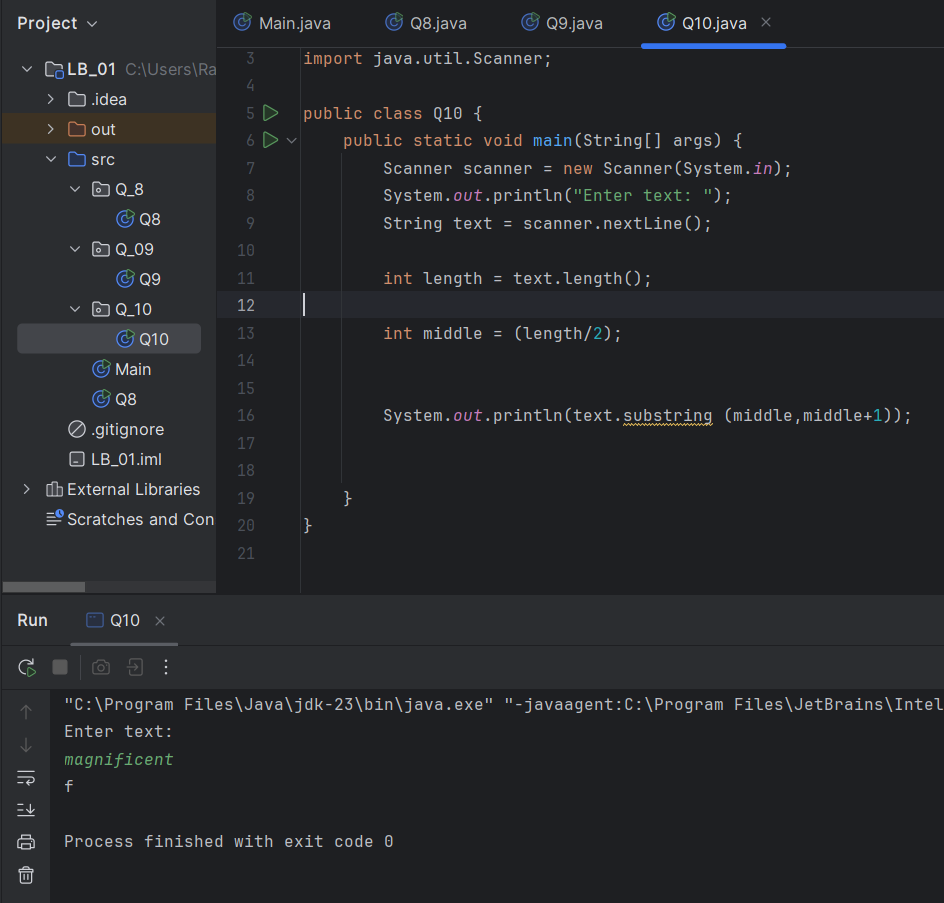 Project
LB_01 C:\Users\Ra
.idea
out
src
Q_8
Q8
Q_09
Q9
Q_10
Q10
Main
Q8
.gitignore
LB_01.iml
External Libraries
Scratches and Con
Main.java Q8.java Q9.java Q10.java
3 import java.util.Scanner;
4
5 public class Q10 {
6 public static void main(String[] args) {
7 Scanner scanner = new Scanner(System.in);
8 System.out.println("Enter text: ");
9 String text = scanner.nextLine();
10
11 int length = text.length();
12
13 int middle = (length/2);
14
15
16 System.out.println(text.substring (middle,middle+1));
17
18
19 }
20 }
21
Run Q10
"C:\Program Files\Java\jdk-23\bin\java.exe" "-javaagent:C:\Program Files\JetBrains\Intel
Enter text:
magnificent
f
Process finished with exit code 0